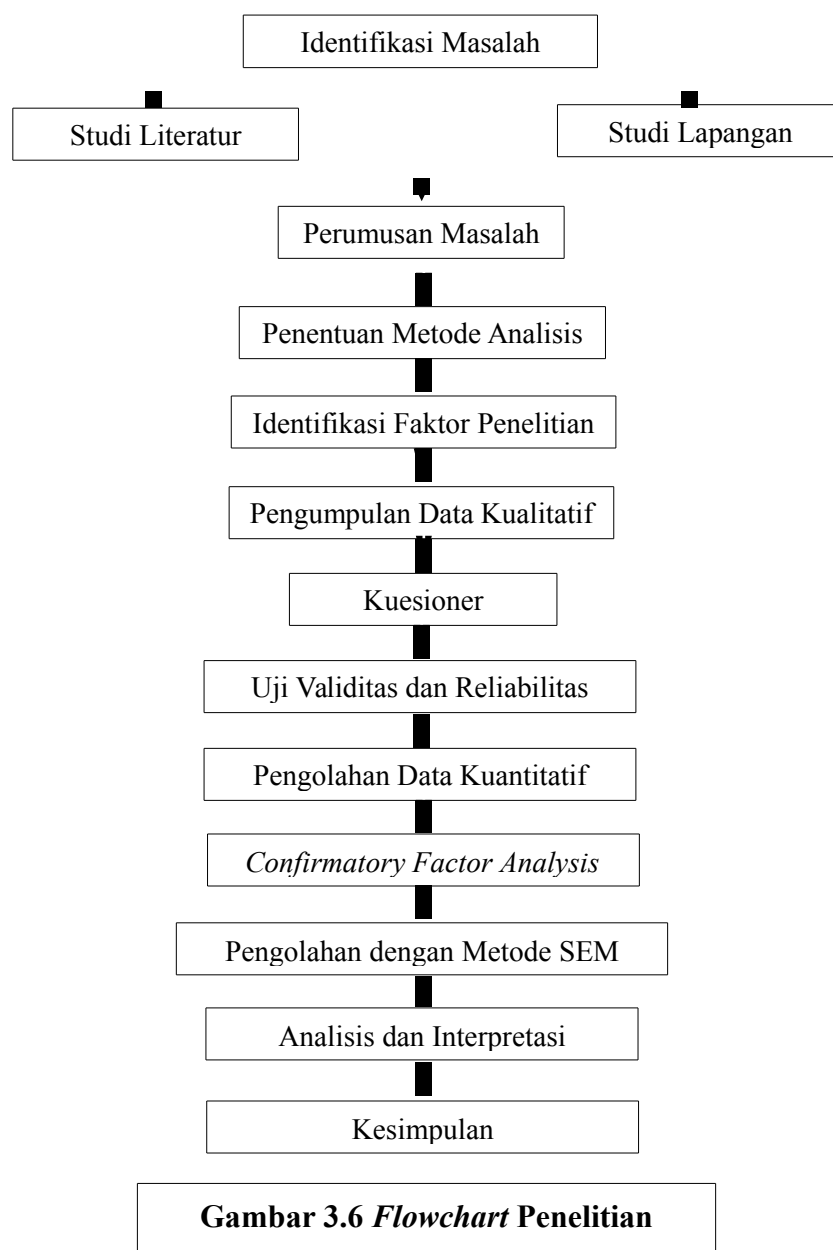 Identifikasi Masalah
Studi Literatur
Studi Lapangan
Perumusan Masalah
Penentuan Metode Analisis
Identifikasi Faktor Penelitian
Pengumpulan Data Kualitatif
Kuesioner
Uji Validitas dan Reliabilitas
Pengolahan Data Kuantitatif
Confirmatory Factor Analysis
Pengolahan dengan Metode SEM
Analisis dan Interpretasi
Kesimpulan
Gambar 3.6 Flowchart Penelitian